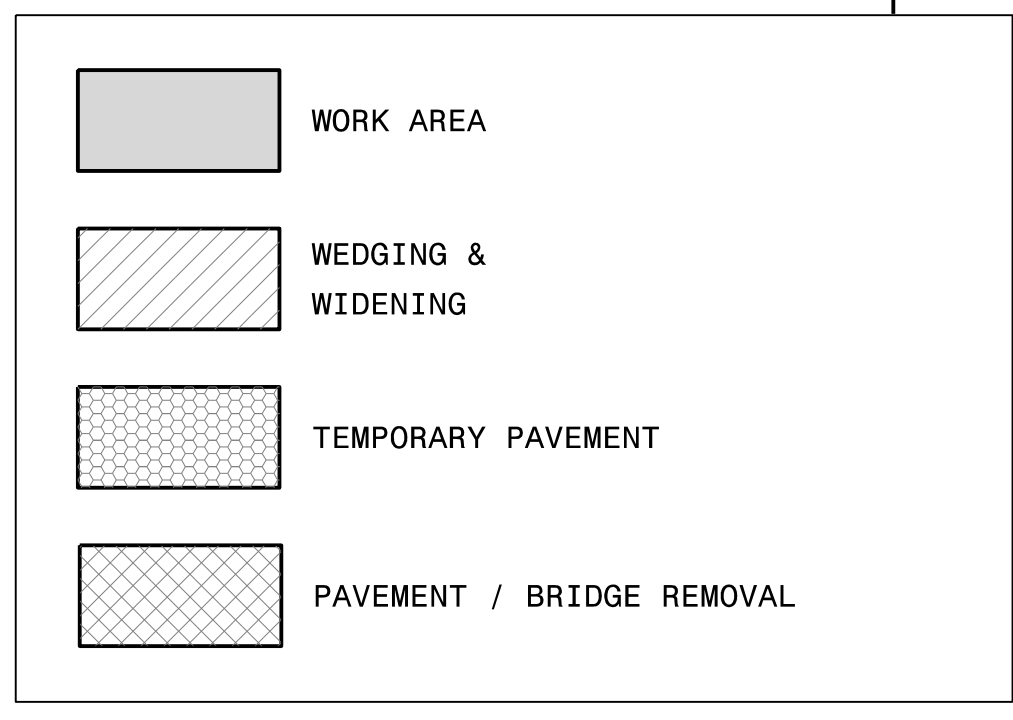 WORK AREA
WEDGING &
WIDENING
TEMPORARY PAVEMENT
PAVEMENT / BRIDGE REMOVAL